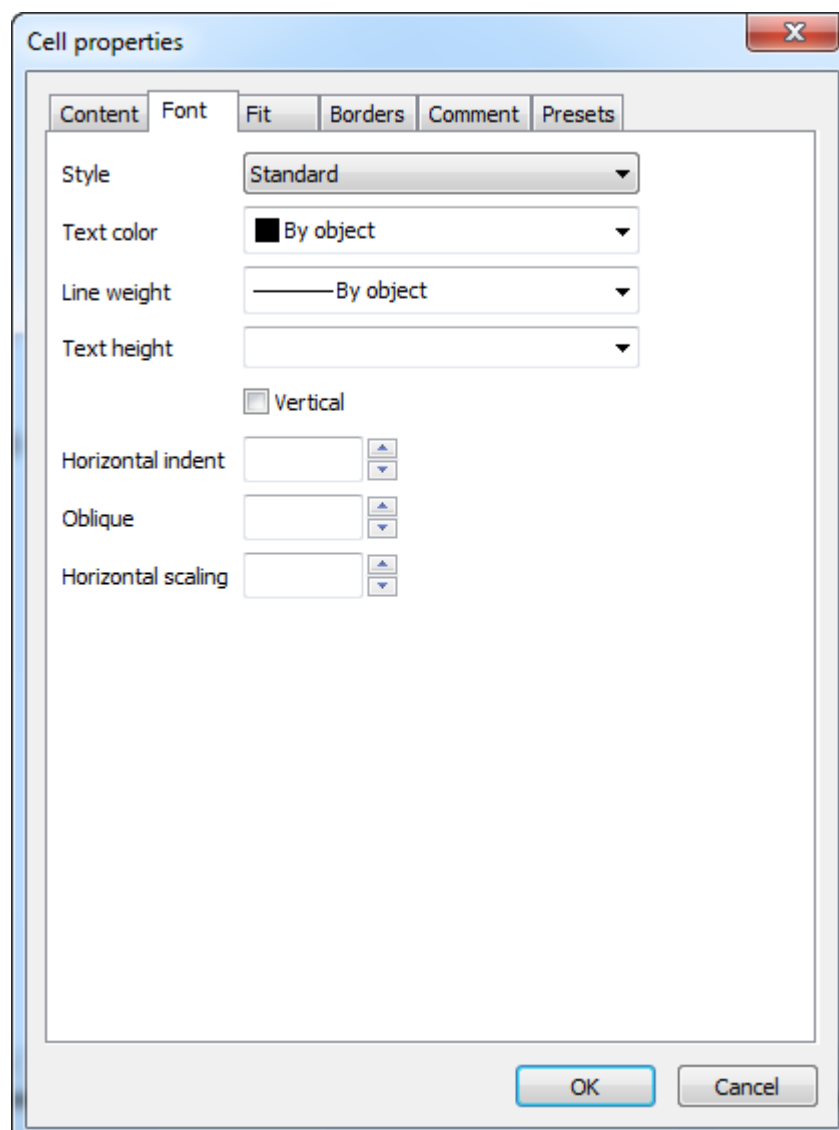 Cell properties
Content Font Fit Borders Comment Presets
Style Standard
Text color By object
Line weight By object
Text height
Vertical
Horizontal indent
Oblique
Horizontal scaling
OK Cancel